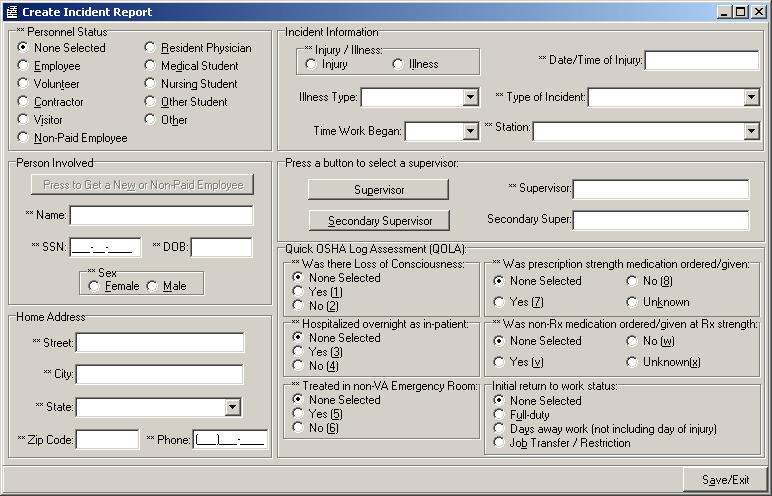 Create Incident Report
** Personnel Status
None Selected
Employee
Volunteer
Contractor
Visitor
Non-Paid Employee
Resident Physician
Medical Student
Nursing Student
Other Student
Other
Incident Information
** Injury / Illness:
Injury Illness
** Date/Time of Injury:
Illness Type: ** Type of Incident:
Time Work Began: ** Station:
Person Involved
Press to Get a New or Non-Paid Employee
** Name:
** SSN: ___-__-____ ** DOB:
** Sex
Female Male
Press a button to select a supervisor:
Supervisor ** Supervisor:
Secondary Supervisor Secondary Super:
Home Address
** Street:
** City:
** State:
** Zip Code: ** Phone: (___)___-____
Quick OSHA Log Assessment (QOLA):
** Was there Loss of Consciousness:
None Selected
Yes (1)
No (2)
** Hospitalized overnight as in-patient:
None Selected
Yes (3)
No (4)
** Treated in non-VA Emergency Room:
None Selected
Yes (5)
No (6)
** Was prescription strength medication ordered/given:
None Selected No (8)
Yes (7) Unknown
** Was non-Rx medication ordered/given at Rx strength:
None Selected No (w)
Yes (v) Unknown(x)
Initial return to work status:
None Selected
Full-duty
Days away work (not including day of injury)
Job Transfer / Restriction
Save/Exit